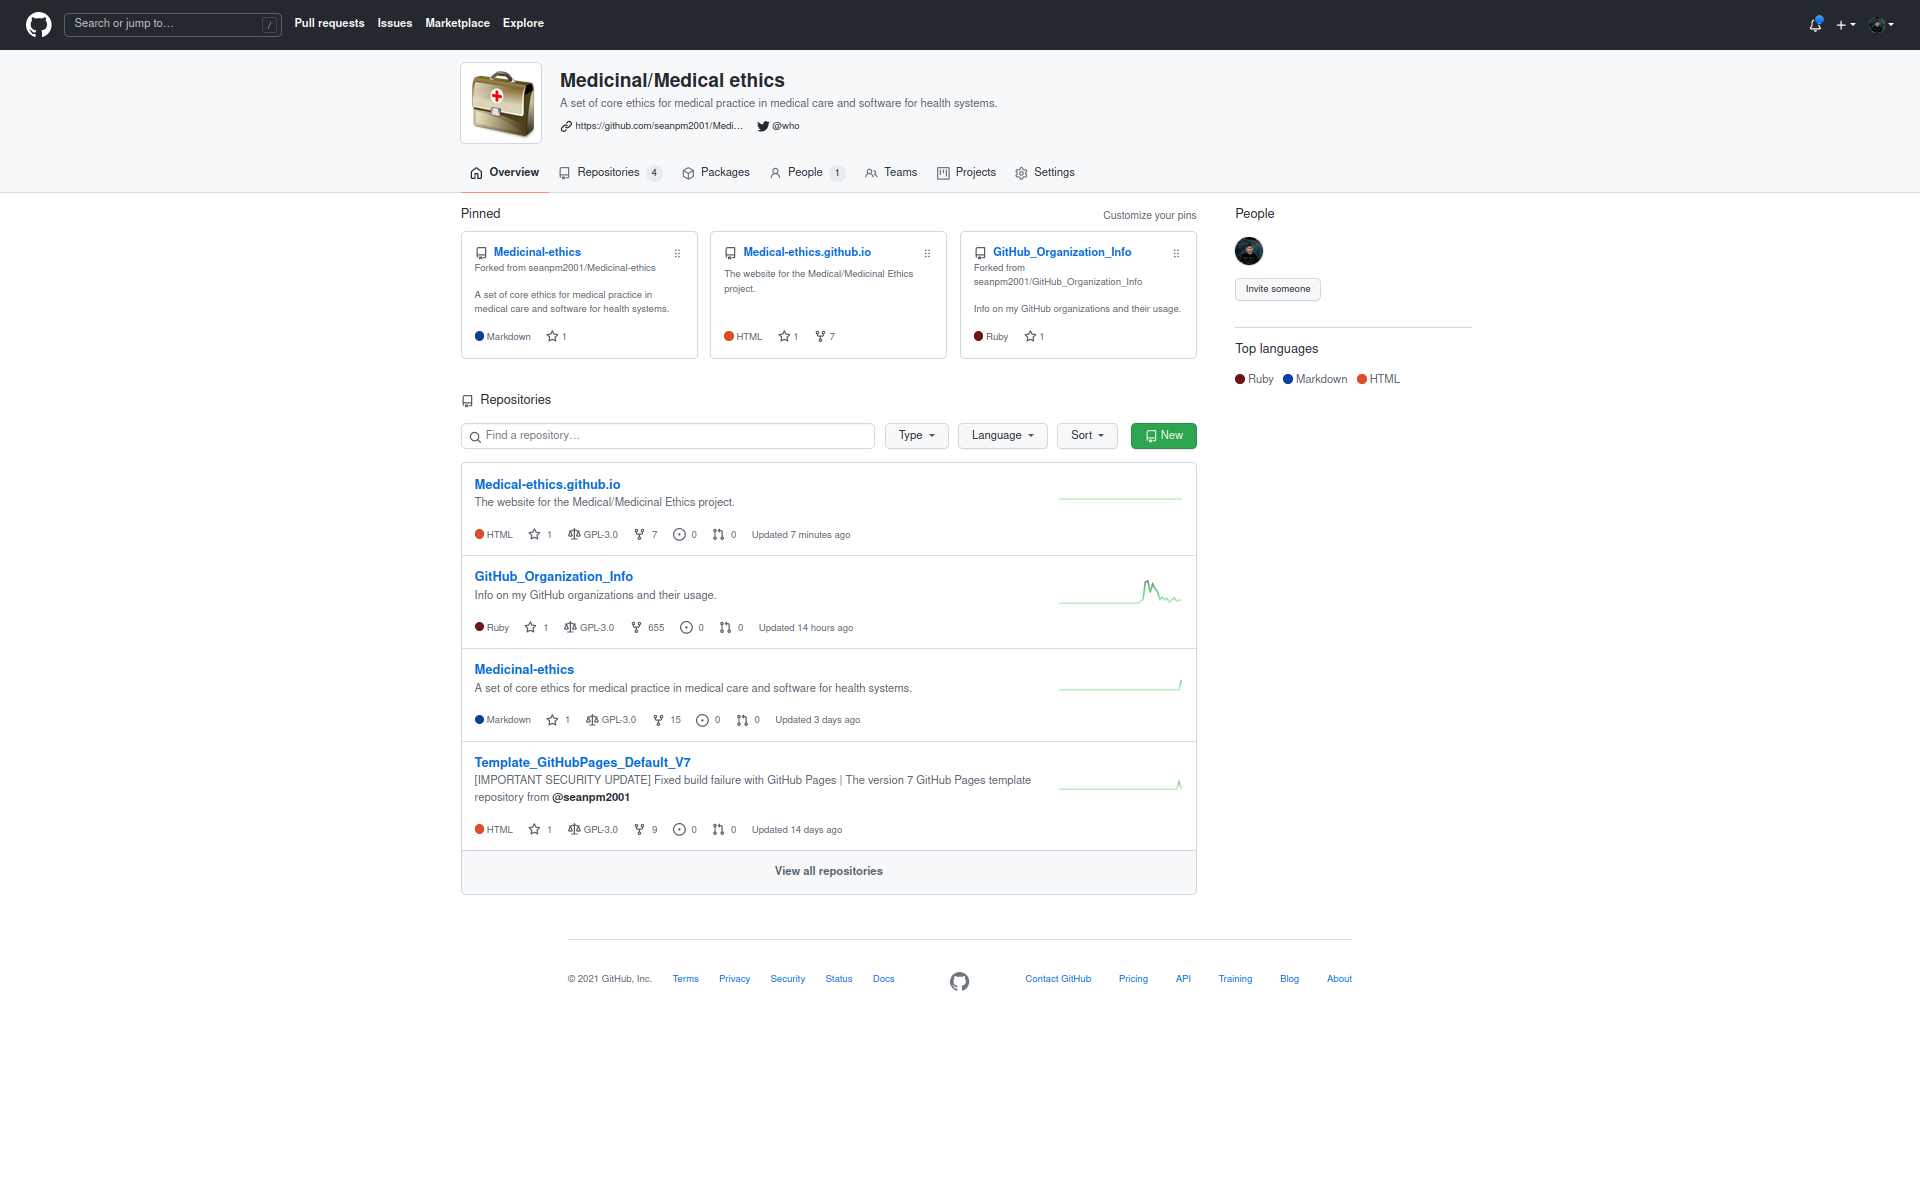 Search or jump to… /
Pull requests Issues Marketplace Explore
Medicinal/Medical ethics
A set of core ethics for medical practice in medical care and software for health systems.
https://github.com/seanpm2001/Medi… @who
Overview Repositories 4 Packages People 1 Teams Projects Settings
Pinned
Customize your pins
Medicinal-ethics
Forked from seanpm2001/Medicinal-ethics
A set of core ethics for medical practice in
medical care and software for health systems.
Markdown 1
Medical-ethics.github.io
The website for the Medical/Medicinal Ethics
project.
HTML 1 7
GitHub_Organization_Info
Forked from
seanpm2001/GitHub_Organization_Info
Info on my GitHub organizations and their usage.
Ruby 1
People
Invite someone
Top languages
Ruby Markdown HTML
Repositories
Find a repository…
Type Language Sort New
Medical-ethics.github.io
The website for the Medical/Medicinal Ethics project.
HTML 1 GPL-3.0 7 0 0 Updated 7 minutes ago
GitHub_Organization_Info
Info on my GitHub organizations and their usage.
Ruby 1 GPL-3.0 655 0 0 Updated 14 hours ago
Medicinal-ethics
A set of core ethics for medical practice in medical care and software for health systems.
Markdown 1 GPL-3.0 15 0 0 Updated 3 days ago
Template_GitHubPages_Default_V7
[IMPORTANT SECURITY UPDATE] Fixed build failure with GitHub Pages | The version 7 GitHub Pages template
repository from @seanpm2001
HTML 1 GPL-3.0 9 0 0 Updated 14 days ago
View all repositories
© 2021 GitHub, Inc. Terms Privacy Security Status Docs Contact GitHub Pricing API Training Blog About